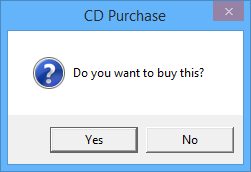 CD Purchase
Do you want to buy this?
Yes
No